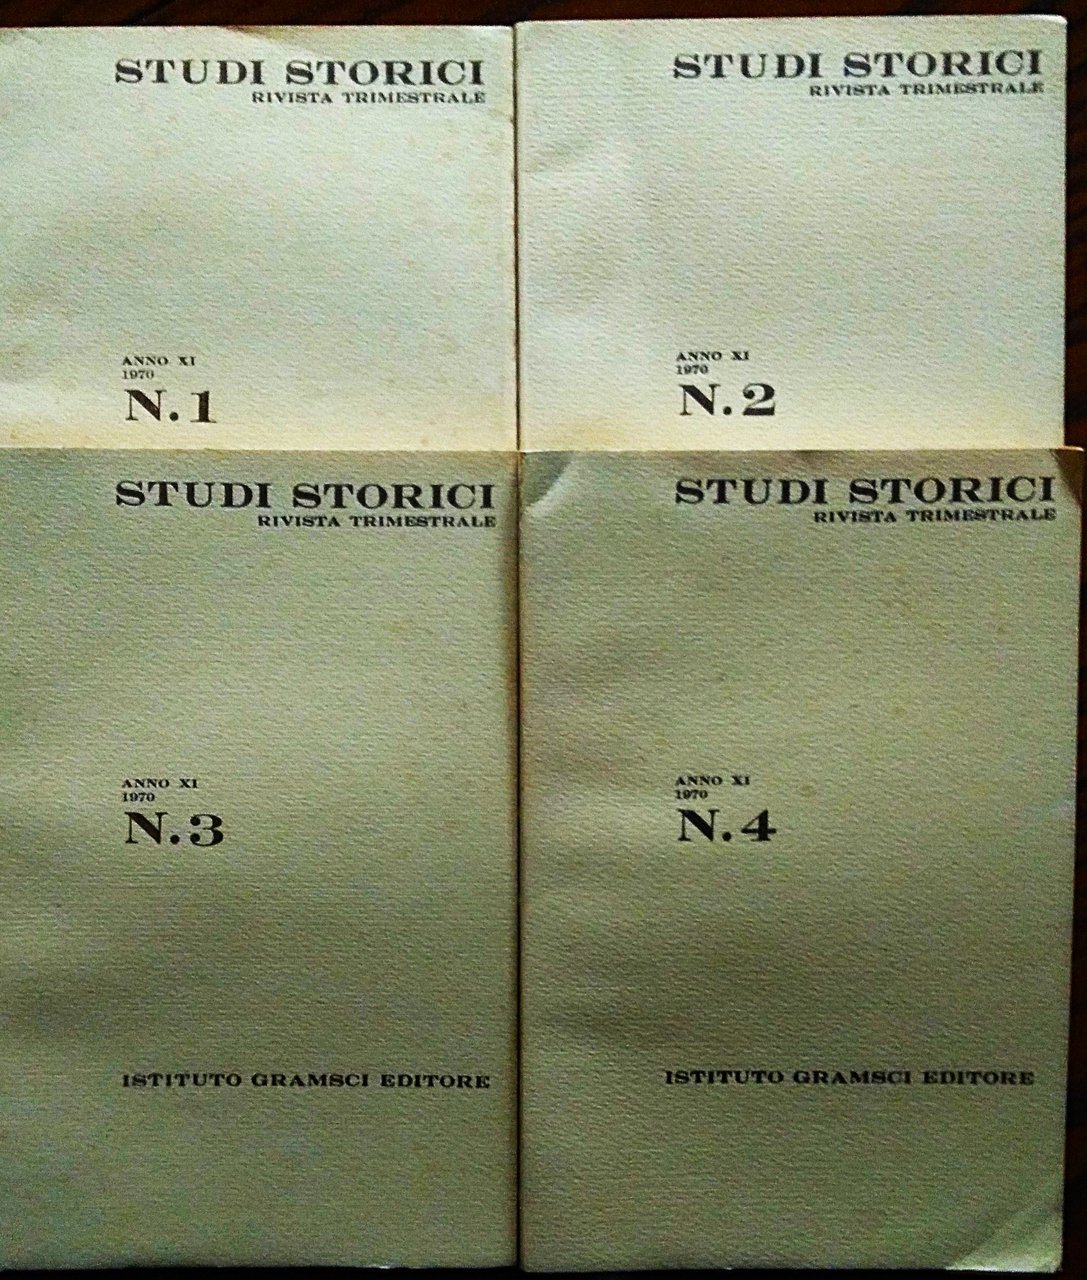 STUDI STORICI
RIVISTA TRIMESTRALE
ANNO XI
1970
N.1
STUDI STORICI
RIVISTA TRIMESTRALE
ANNO XI
1970
N.2
STUDI STORICI
RIVISTA TRIMESTRALE
ANNO XI
1970
N.3
ISTITUTO GRAMSCI EDITORE
STUDI STORICI
RIVISTA TRIMESTRALE
ANNO XI
1970
N.4
ISTITUTO GRAMSCI EDITORE